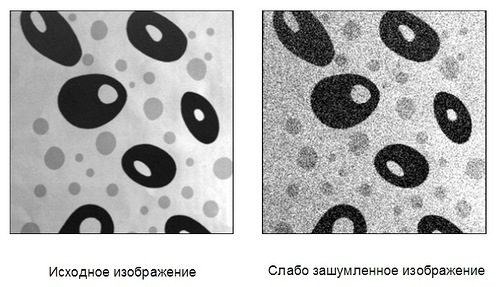 Исходное изображение
Слабо зашумленное изображение